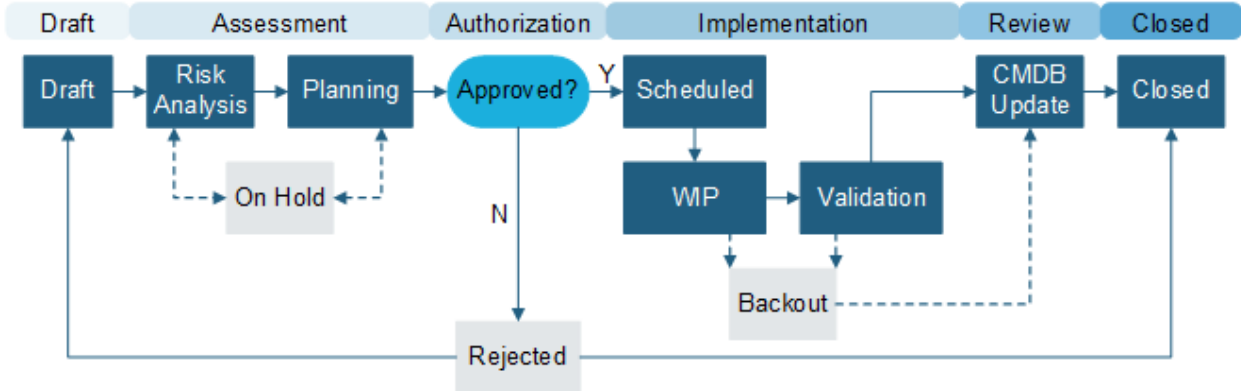 Draft
Assessment
Authorization
Implementation
Review
Closed
Draft
Risk
Analysis
Planning
Approved?
Y
Scheduled
CMDB
Update
Closed
On Hold
N
WIP
Validation
Backout
Rejected